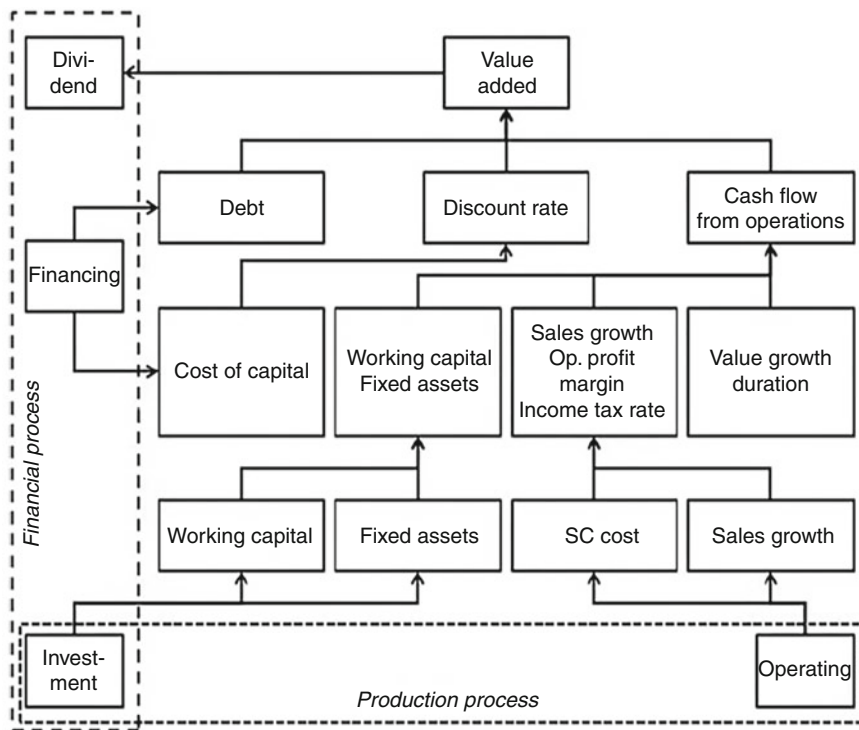 Divi-
dend
Value
added
Debt
Discount rate
Cash flow
from operations
Financing
Cost of capital
Working capital
Fixed assets
Sales growth
Op. profit
margin
Income tax rate
Value growth
duration
Financial process
Working capital
Fixed assets
SC cost
Sales growth
Invest-
ment
Operating
Production process